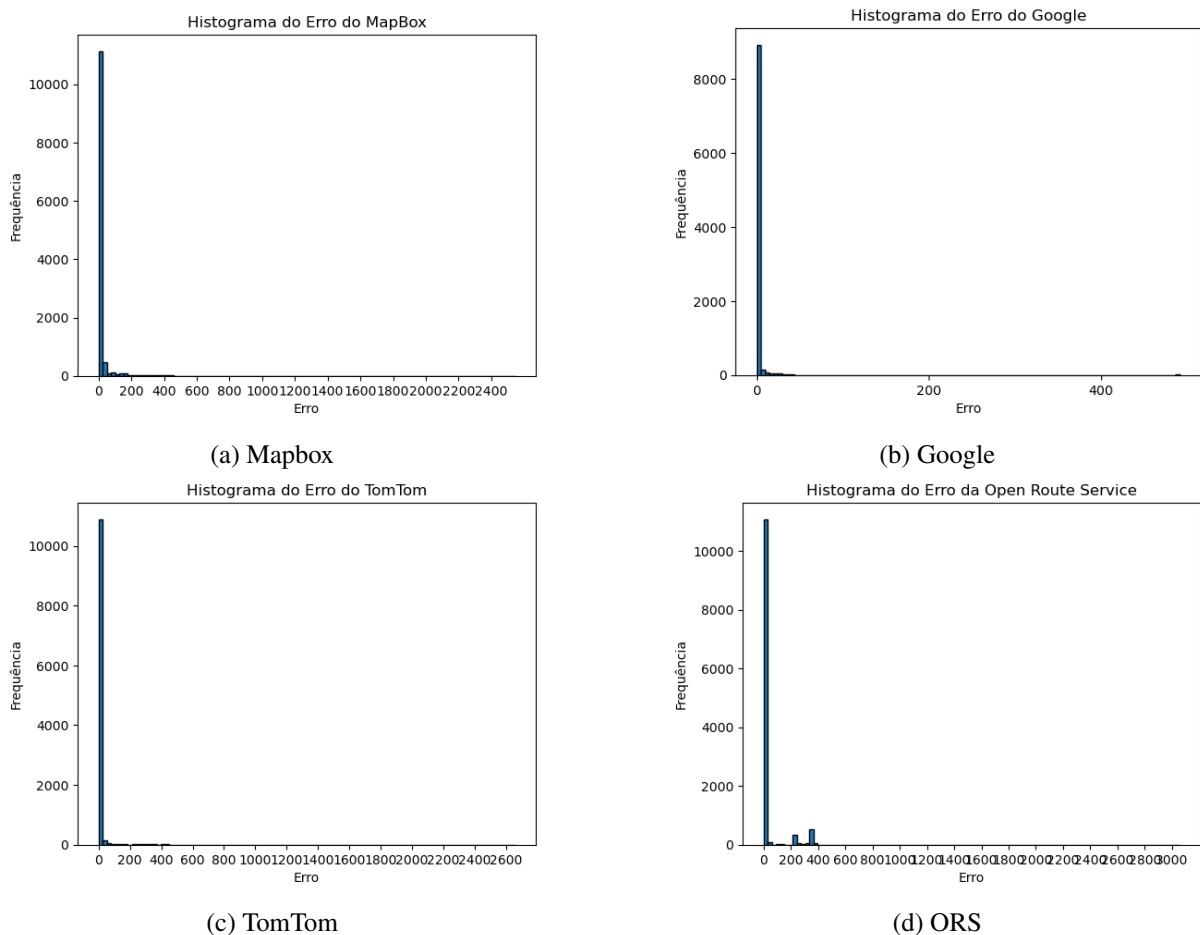 Histograma do Erro do MapBox
Frequência
10000
8000
6000
4000
2000
0
0 200 400 600 800 1000 1200 1400 1600 1800 2000 2200 2400
Erro
(a) Mapbox
Histograma do Erro do Google
Frequência
8000
6000
4000
2000
0
0 200 400
Erro
(b) Google
Histograma do Erro do TomTom
Frequência
10000
8000
6000
4000
2000
0
0 200 400 600 800 1000 1200 1400 1600 1800 2000 2200 2400 2600
Erro
(c) TomTom
Histograma do Erro da Open Route Service
Frequência
10000
8000
6000
4000
2000
0
0 200 400 600 800 1000 1200 1400 1600 1800 2000 2200 2400 2600 2800 3000
Erro
(d) ORS